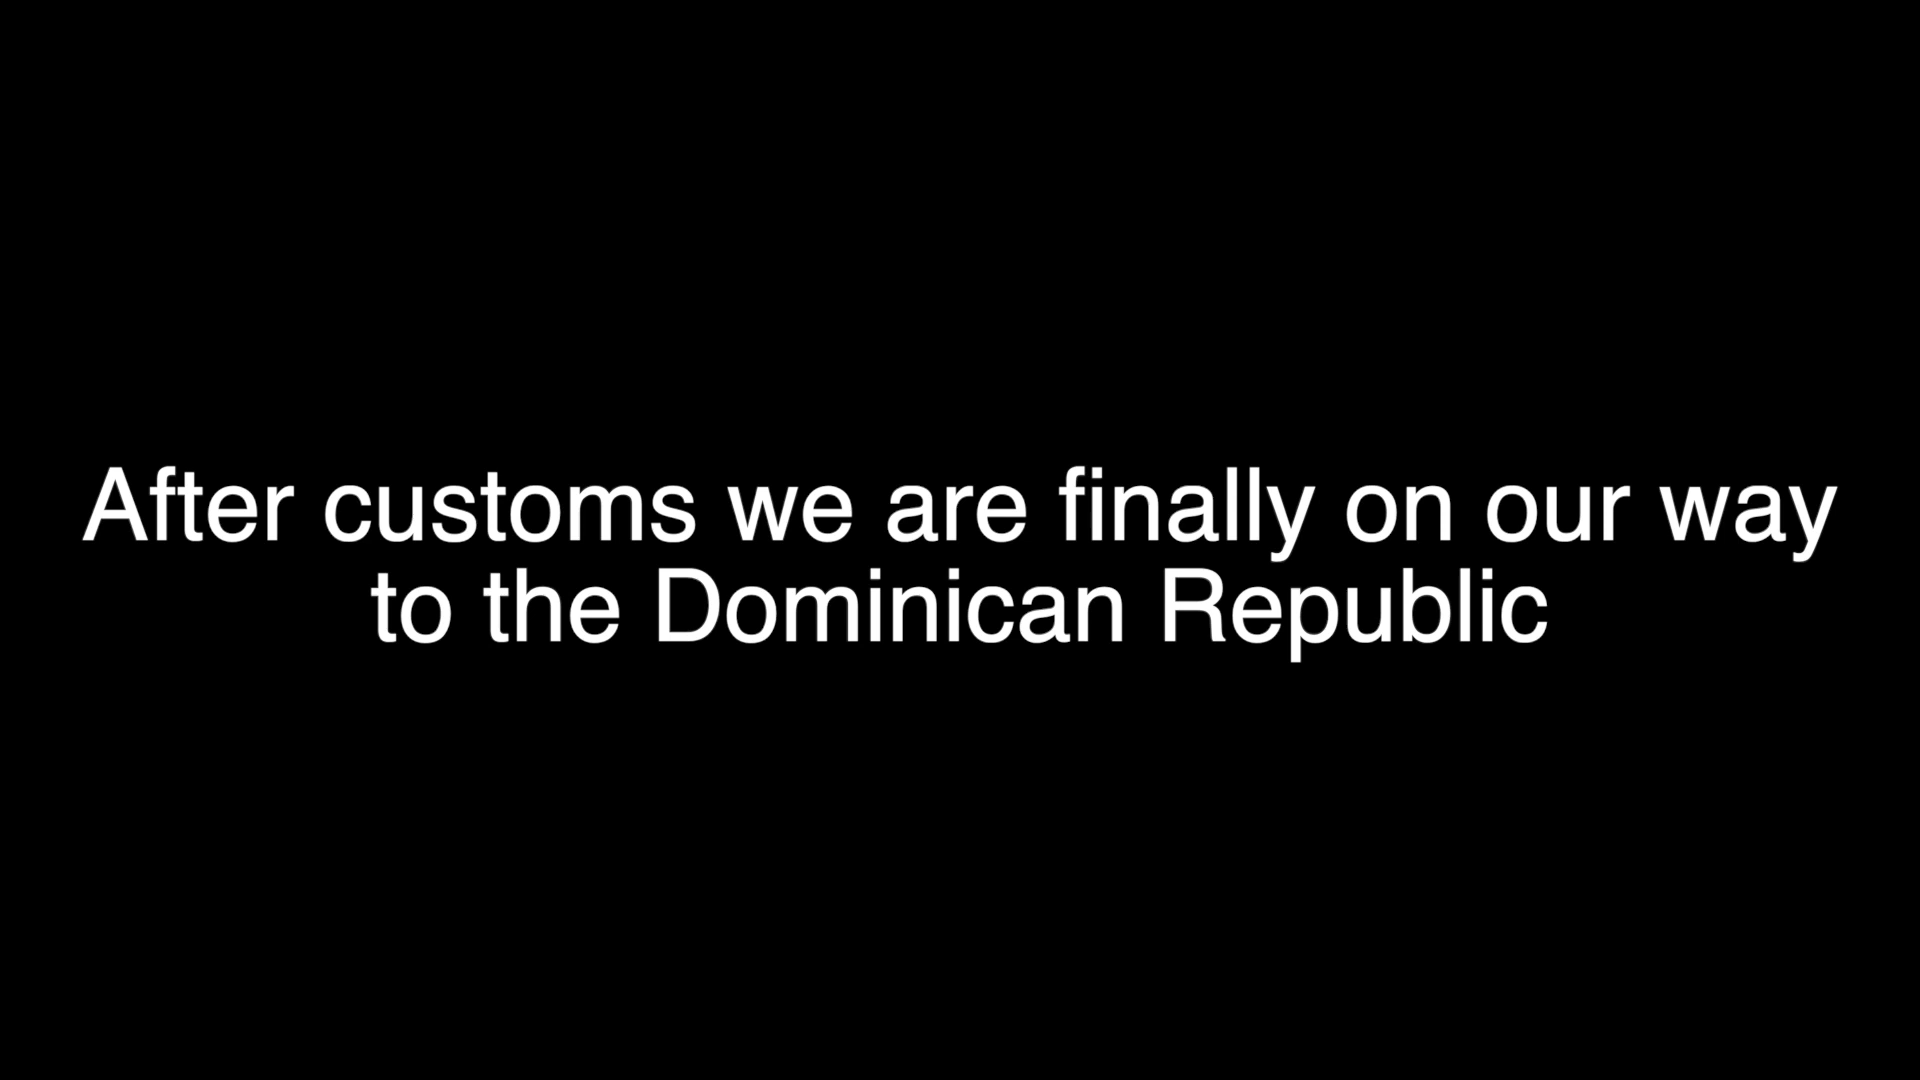 After customs we are finally on our way
to the Dominican Republic